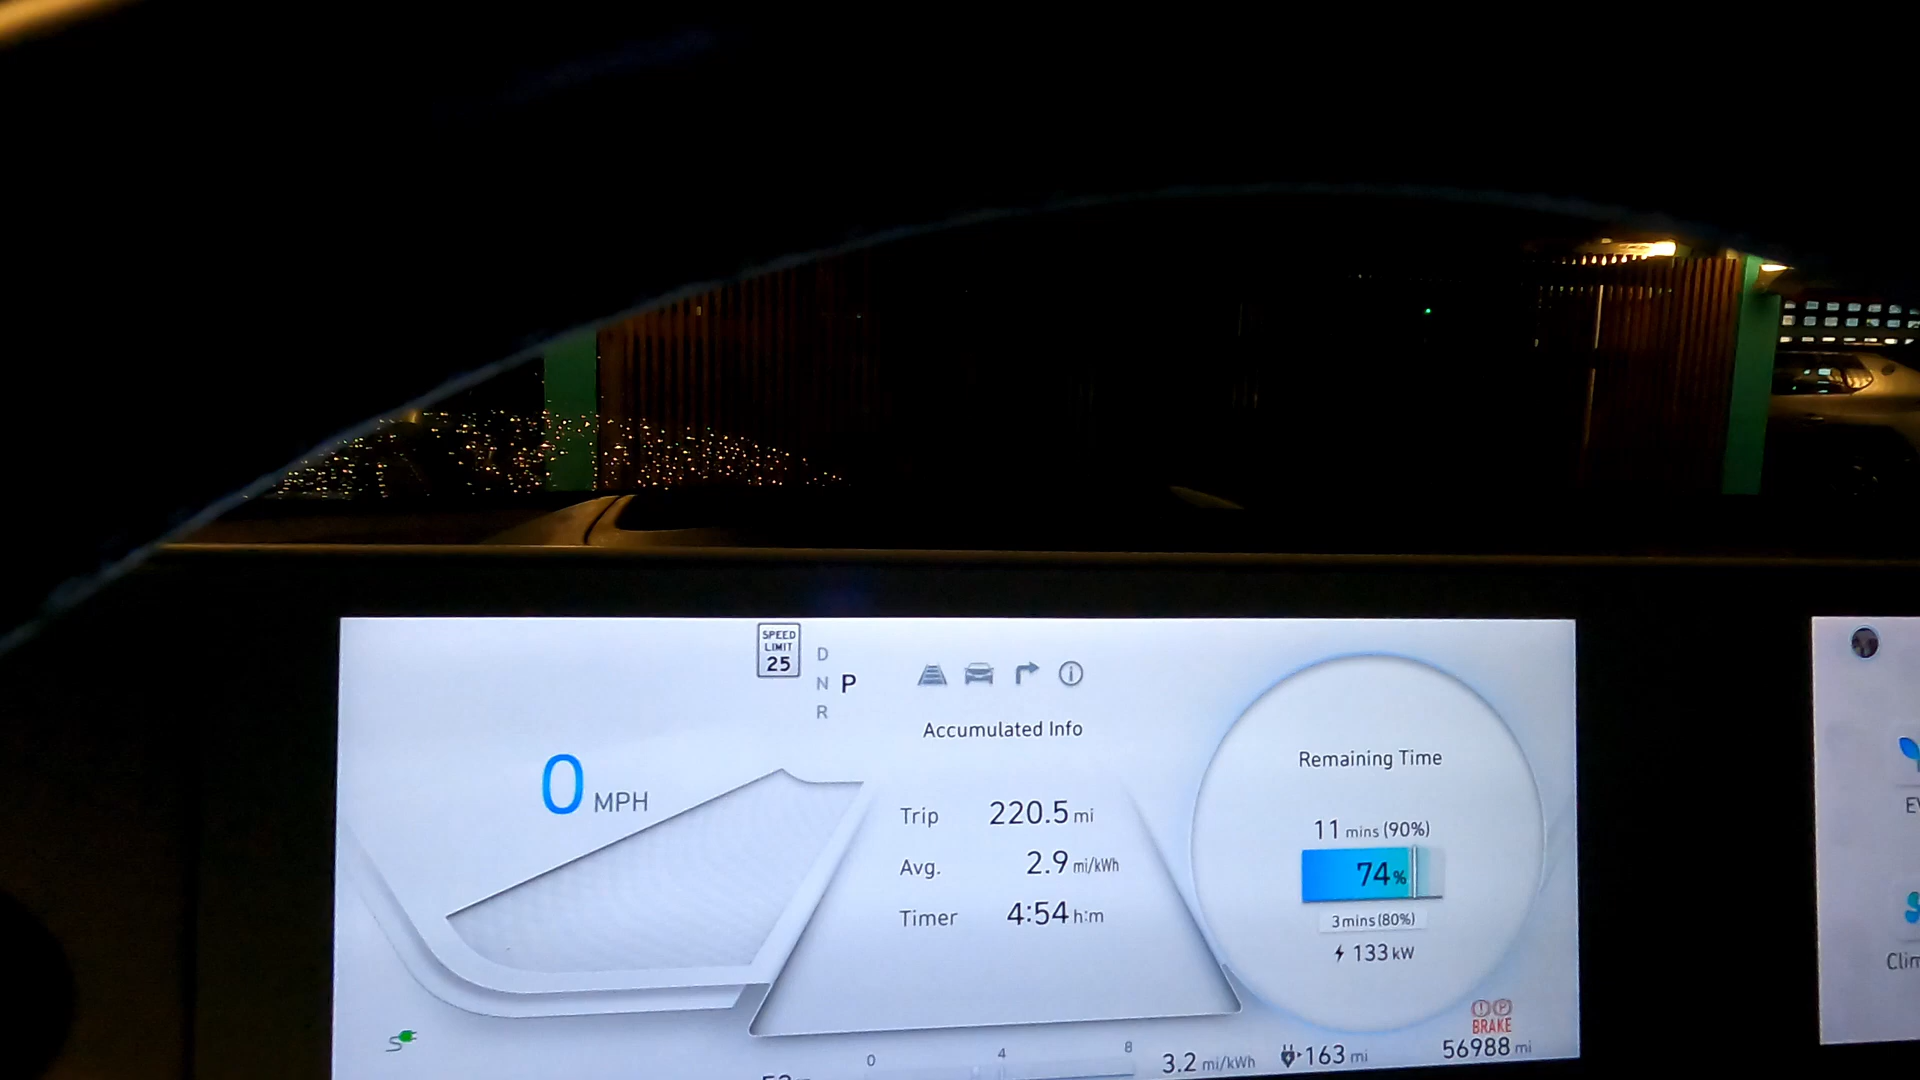 SPEED
LIMIT
25
D
N P
R
Accumulated Info
0 MPH
Trip 220.5 mi
Avg. 2.9 mi/kWh
Timer 4:54 h:m
Remaining Time
11 mins (90%)
74%
3 mins (80%)
133 kW
BRAKE
0 4 8
3.2 mi/kWh
163 mi
56988 mi